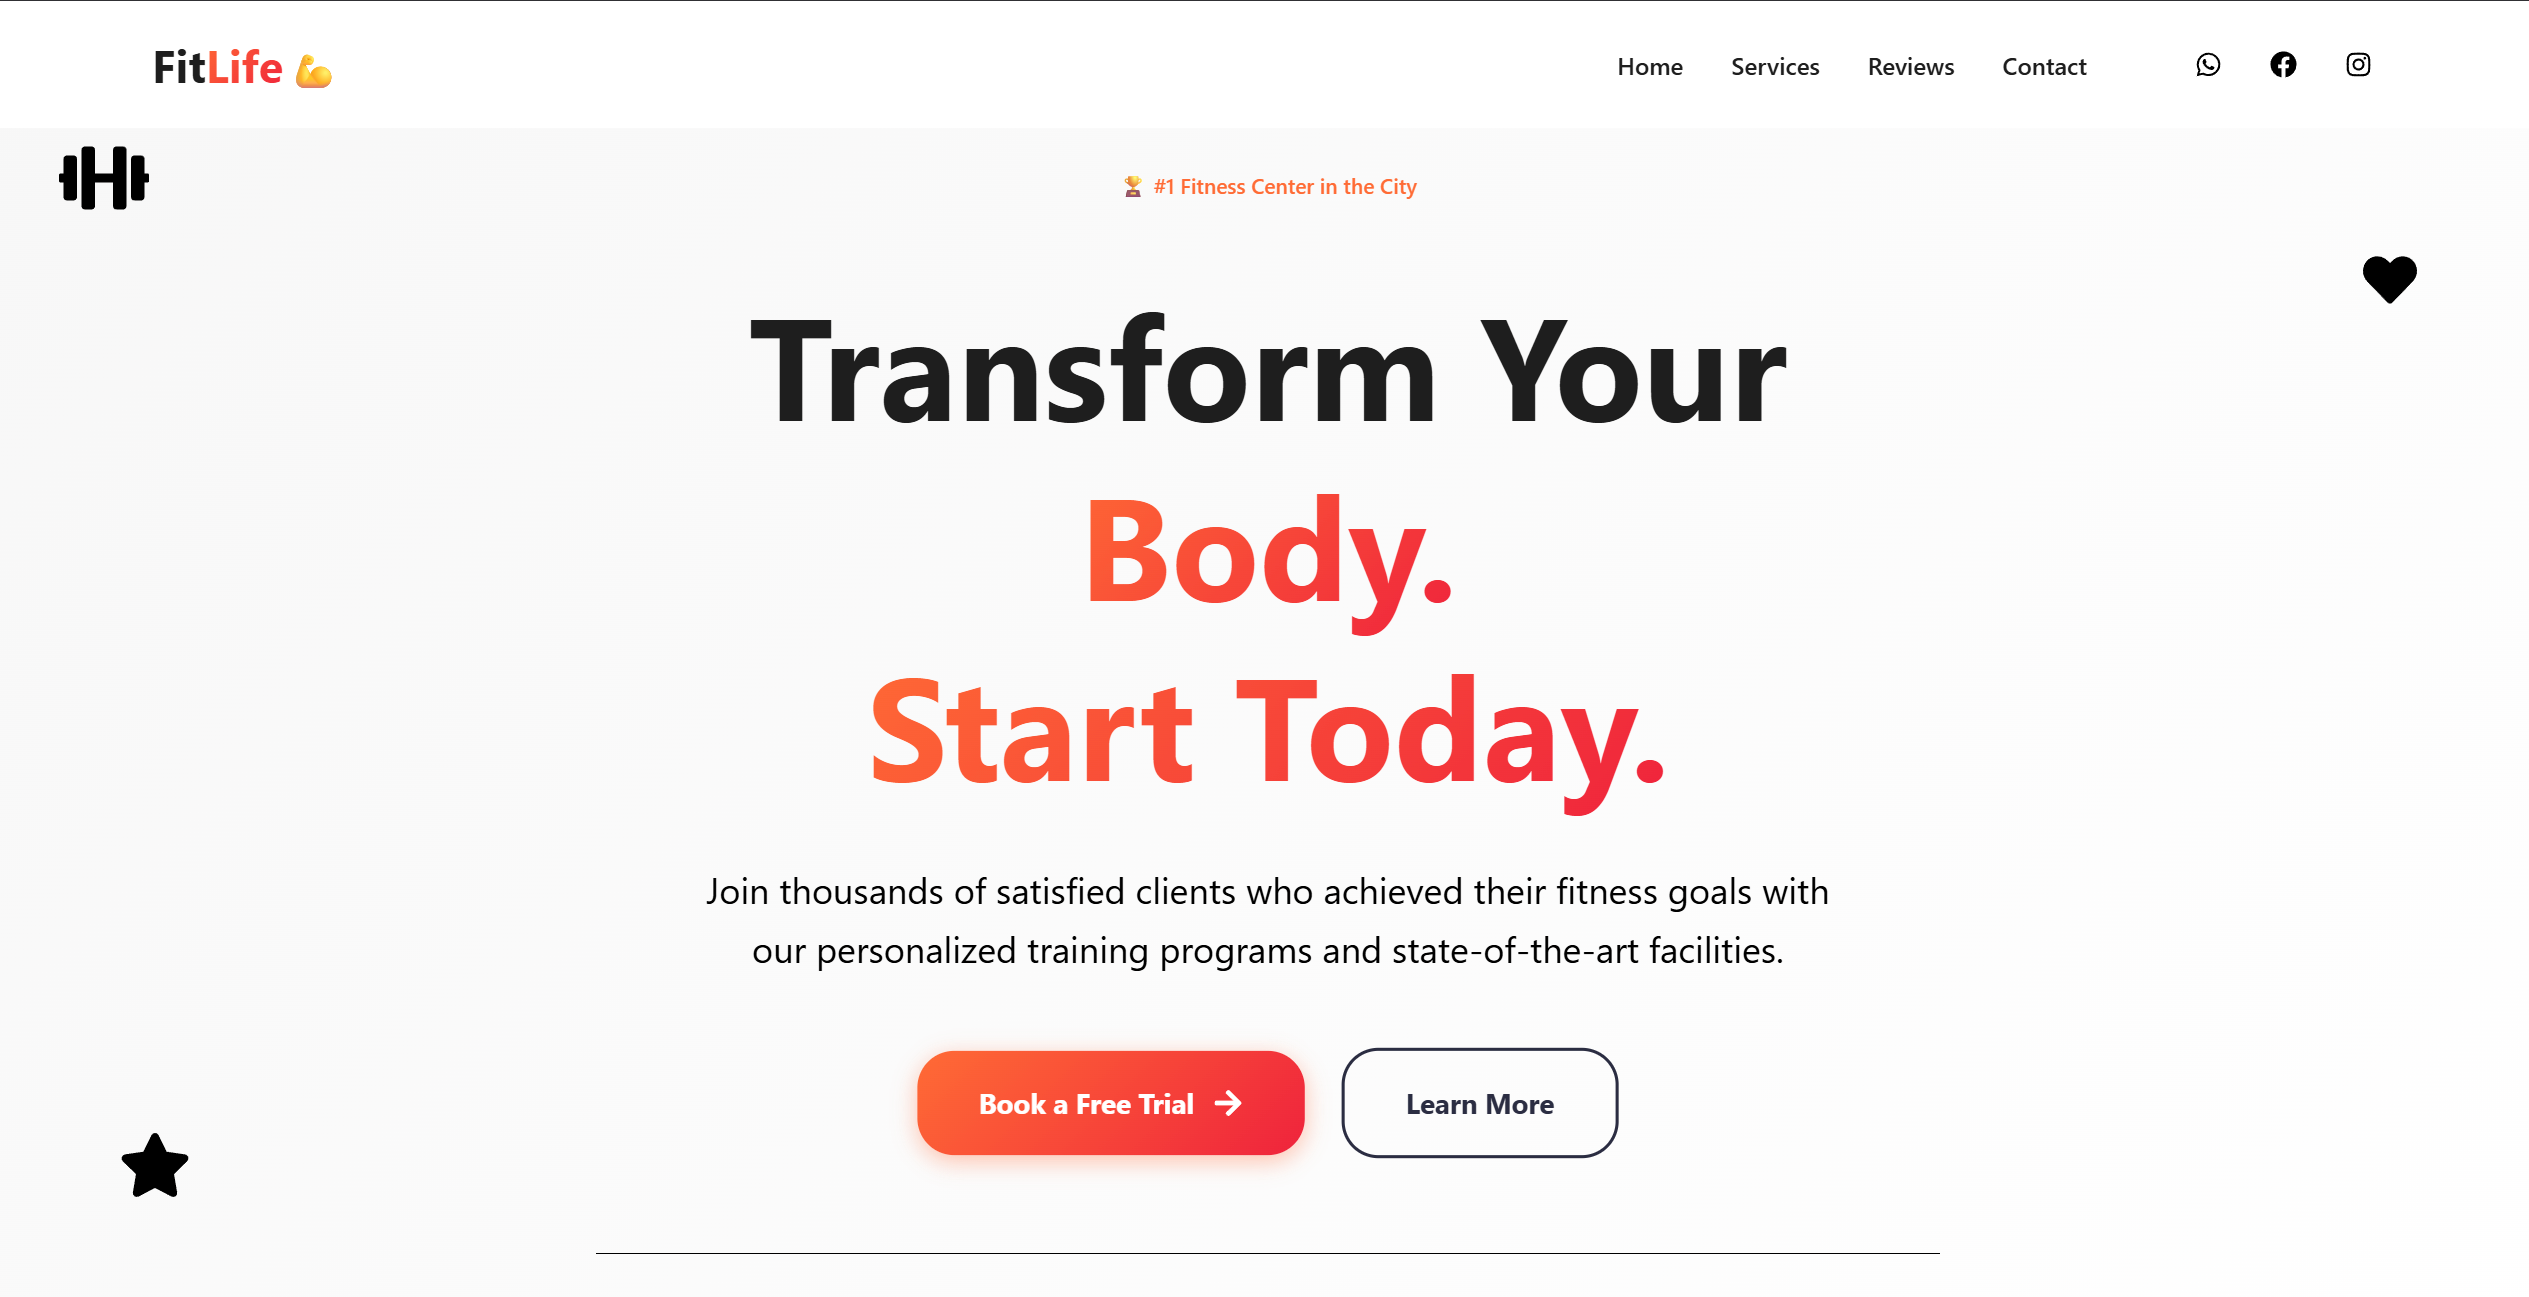 FitLife 💪
Home
Services
Reviews
Contact
🏆 #1 Fitness Center in the City
Transform Your
Body.
Start Today.
Join thousands of satisfied clients who achieved their fitness goals with
our personalized training programs and state-of-the-art facilities.
Book a Free Trial →
Learn More